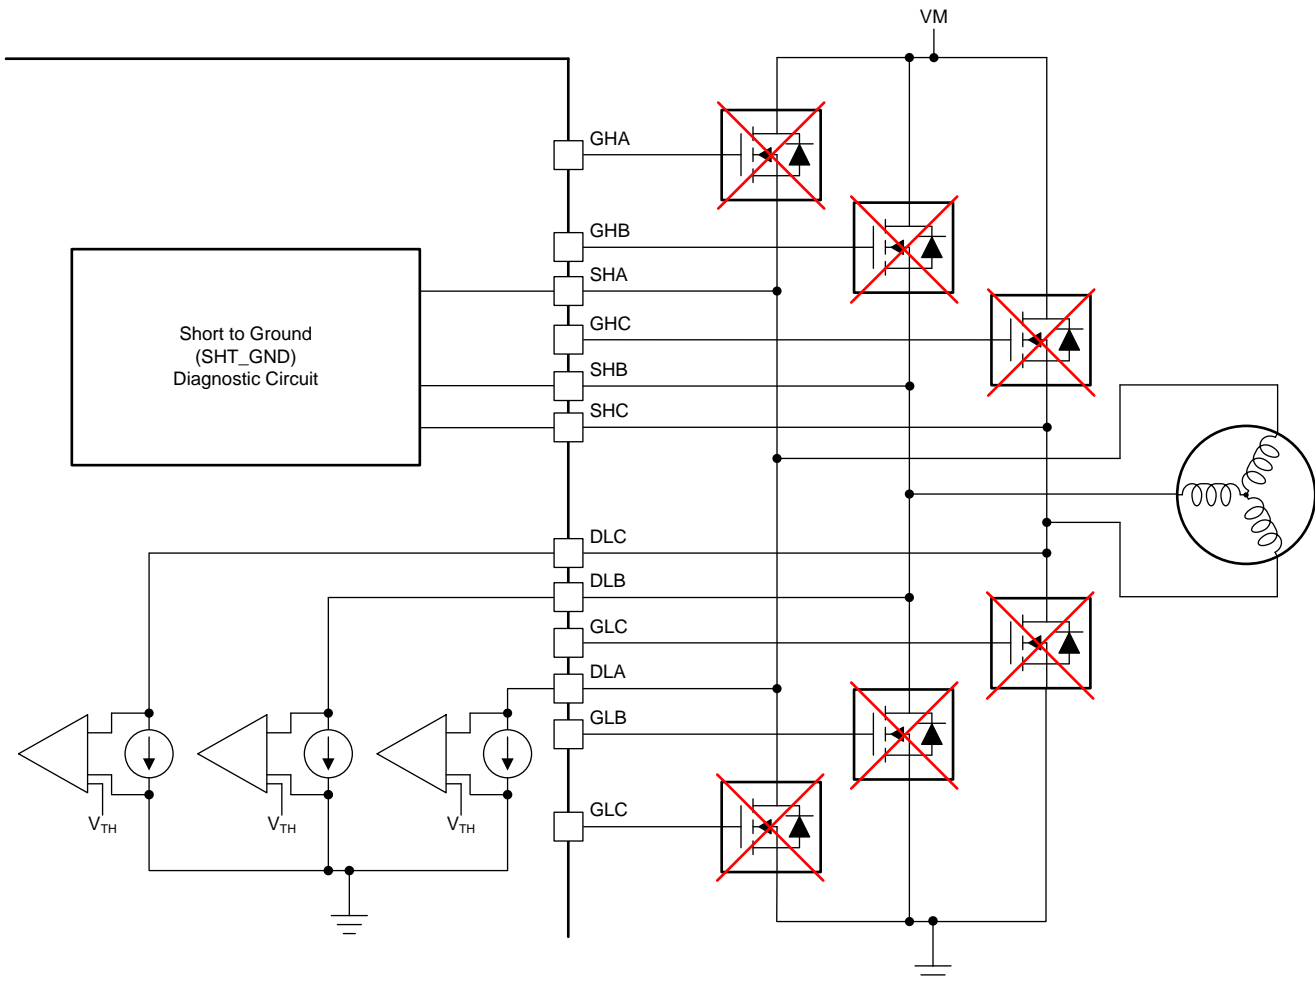 VM
GHA
GHB
SHA
GHC
SHB
SHC
Short to Ground
(SHT_GND)
Diagnostic Circuit
DLC
DLB
GLC
DLA
GLB
GLC
VTH
VTH
VTH